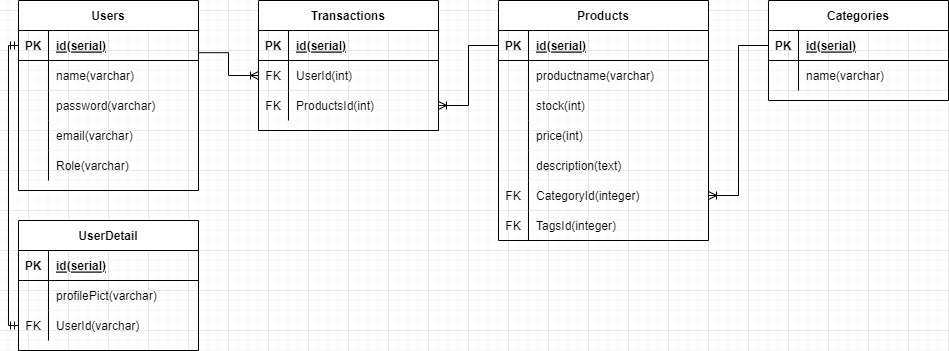 Users
PK id(serial)
name(varchar)
password(varchar)
email(varchar)
Role(varchar)
UserDetail
PK id(serial)
profilePict(varchar)
FK UserId(varchar)
Transactions
PK id(serial)
FK UserId(int)
FK ProductsId(int)
Products
PK id(serial)
productname(varchar)
stock(int)
price(int)
description(text)
FK CategoryId(integer)
FK TagsId(integer)
Categories
PK id(serial)
name(varchar)